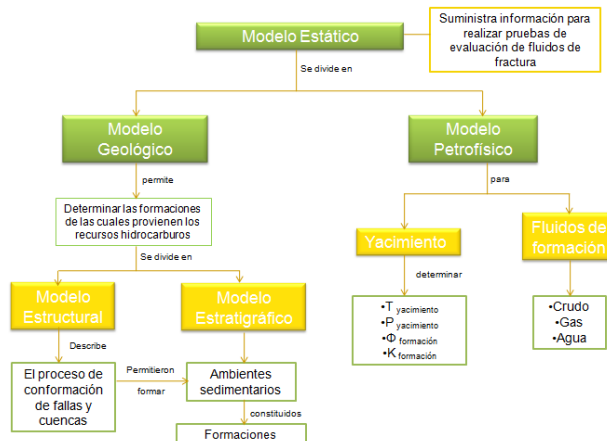 Modelo Estático
Suministra información para
realizar pruebas de
evaluación de fluidos de
fractura
Se divide en
Modelo
Geológico
Modelo
Petrofísico
permite
para
Determinar las formaciones
de las cuales provienen los
recursos hidrocarburos
Yacimiento
Fluidos de
formación
Se divide en
determinar
Modelo
Estructural
Modelo
Estratigráfico
•T yacimiento
•P yacimiento
•Φ formación
•K formación
•Crudo
•Gas
•Agua
Describe
El proceso de
conformación
de fallas y
cuencas
Permitieron
formar
Ambientes
sedimentarios
constituidos
Formaciones